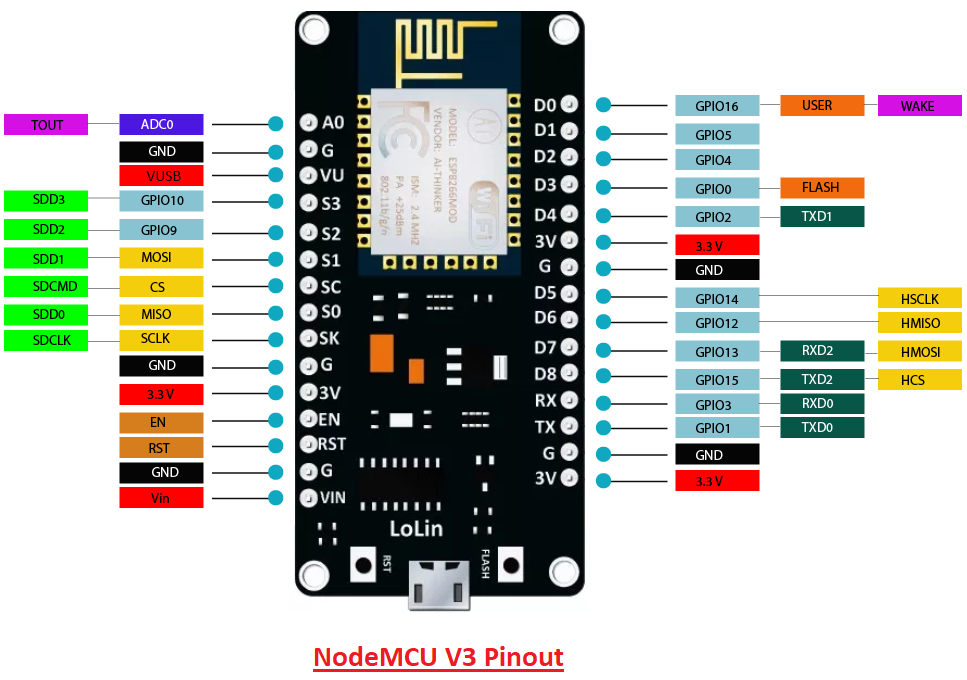 TOUT ADC0 A0
GND G
VUSB VU
SDD3 GPIO10 S3
SDD2 GPIO9 S2
SDD1 MOSI S1
SDCMD CS SC
SDD0 MISO S0
SDCLK SCLK SK
GND G
3.3 V 3V
EN EN
RST RST
GND G
Vin VIN
MODEL: ESP8266MOD
VENDOR: AI-THINKER
ISM: 2.4 MHZ
PA +25dBm
802.11b/g/n
FCC
Ai
Wi Fi
LoLin
RST
FLASH
D0 GPIO16 USER WAKE
D1 GPIO5
D2 GPIO4
D3 GPIO0 FLASH
D4 GPIO2 TXD1
3V 3.3 V
G GND
D5 GPIO14 HSCLK
D6 GPIO12 HMISO
D7 GPIO13 RXD2 HMOSI
D8 GPIO15 TXD2 HCS
RX GPIO3 RXD0
TX GPIO1 TXD0
G GND
3V 3.3 V
NodeMCU V3 Pinout